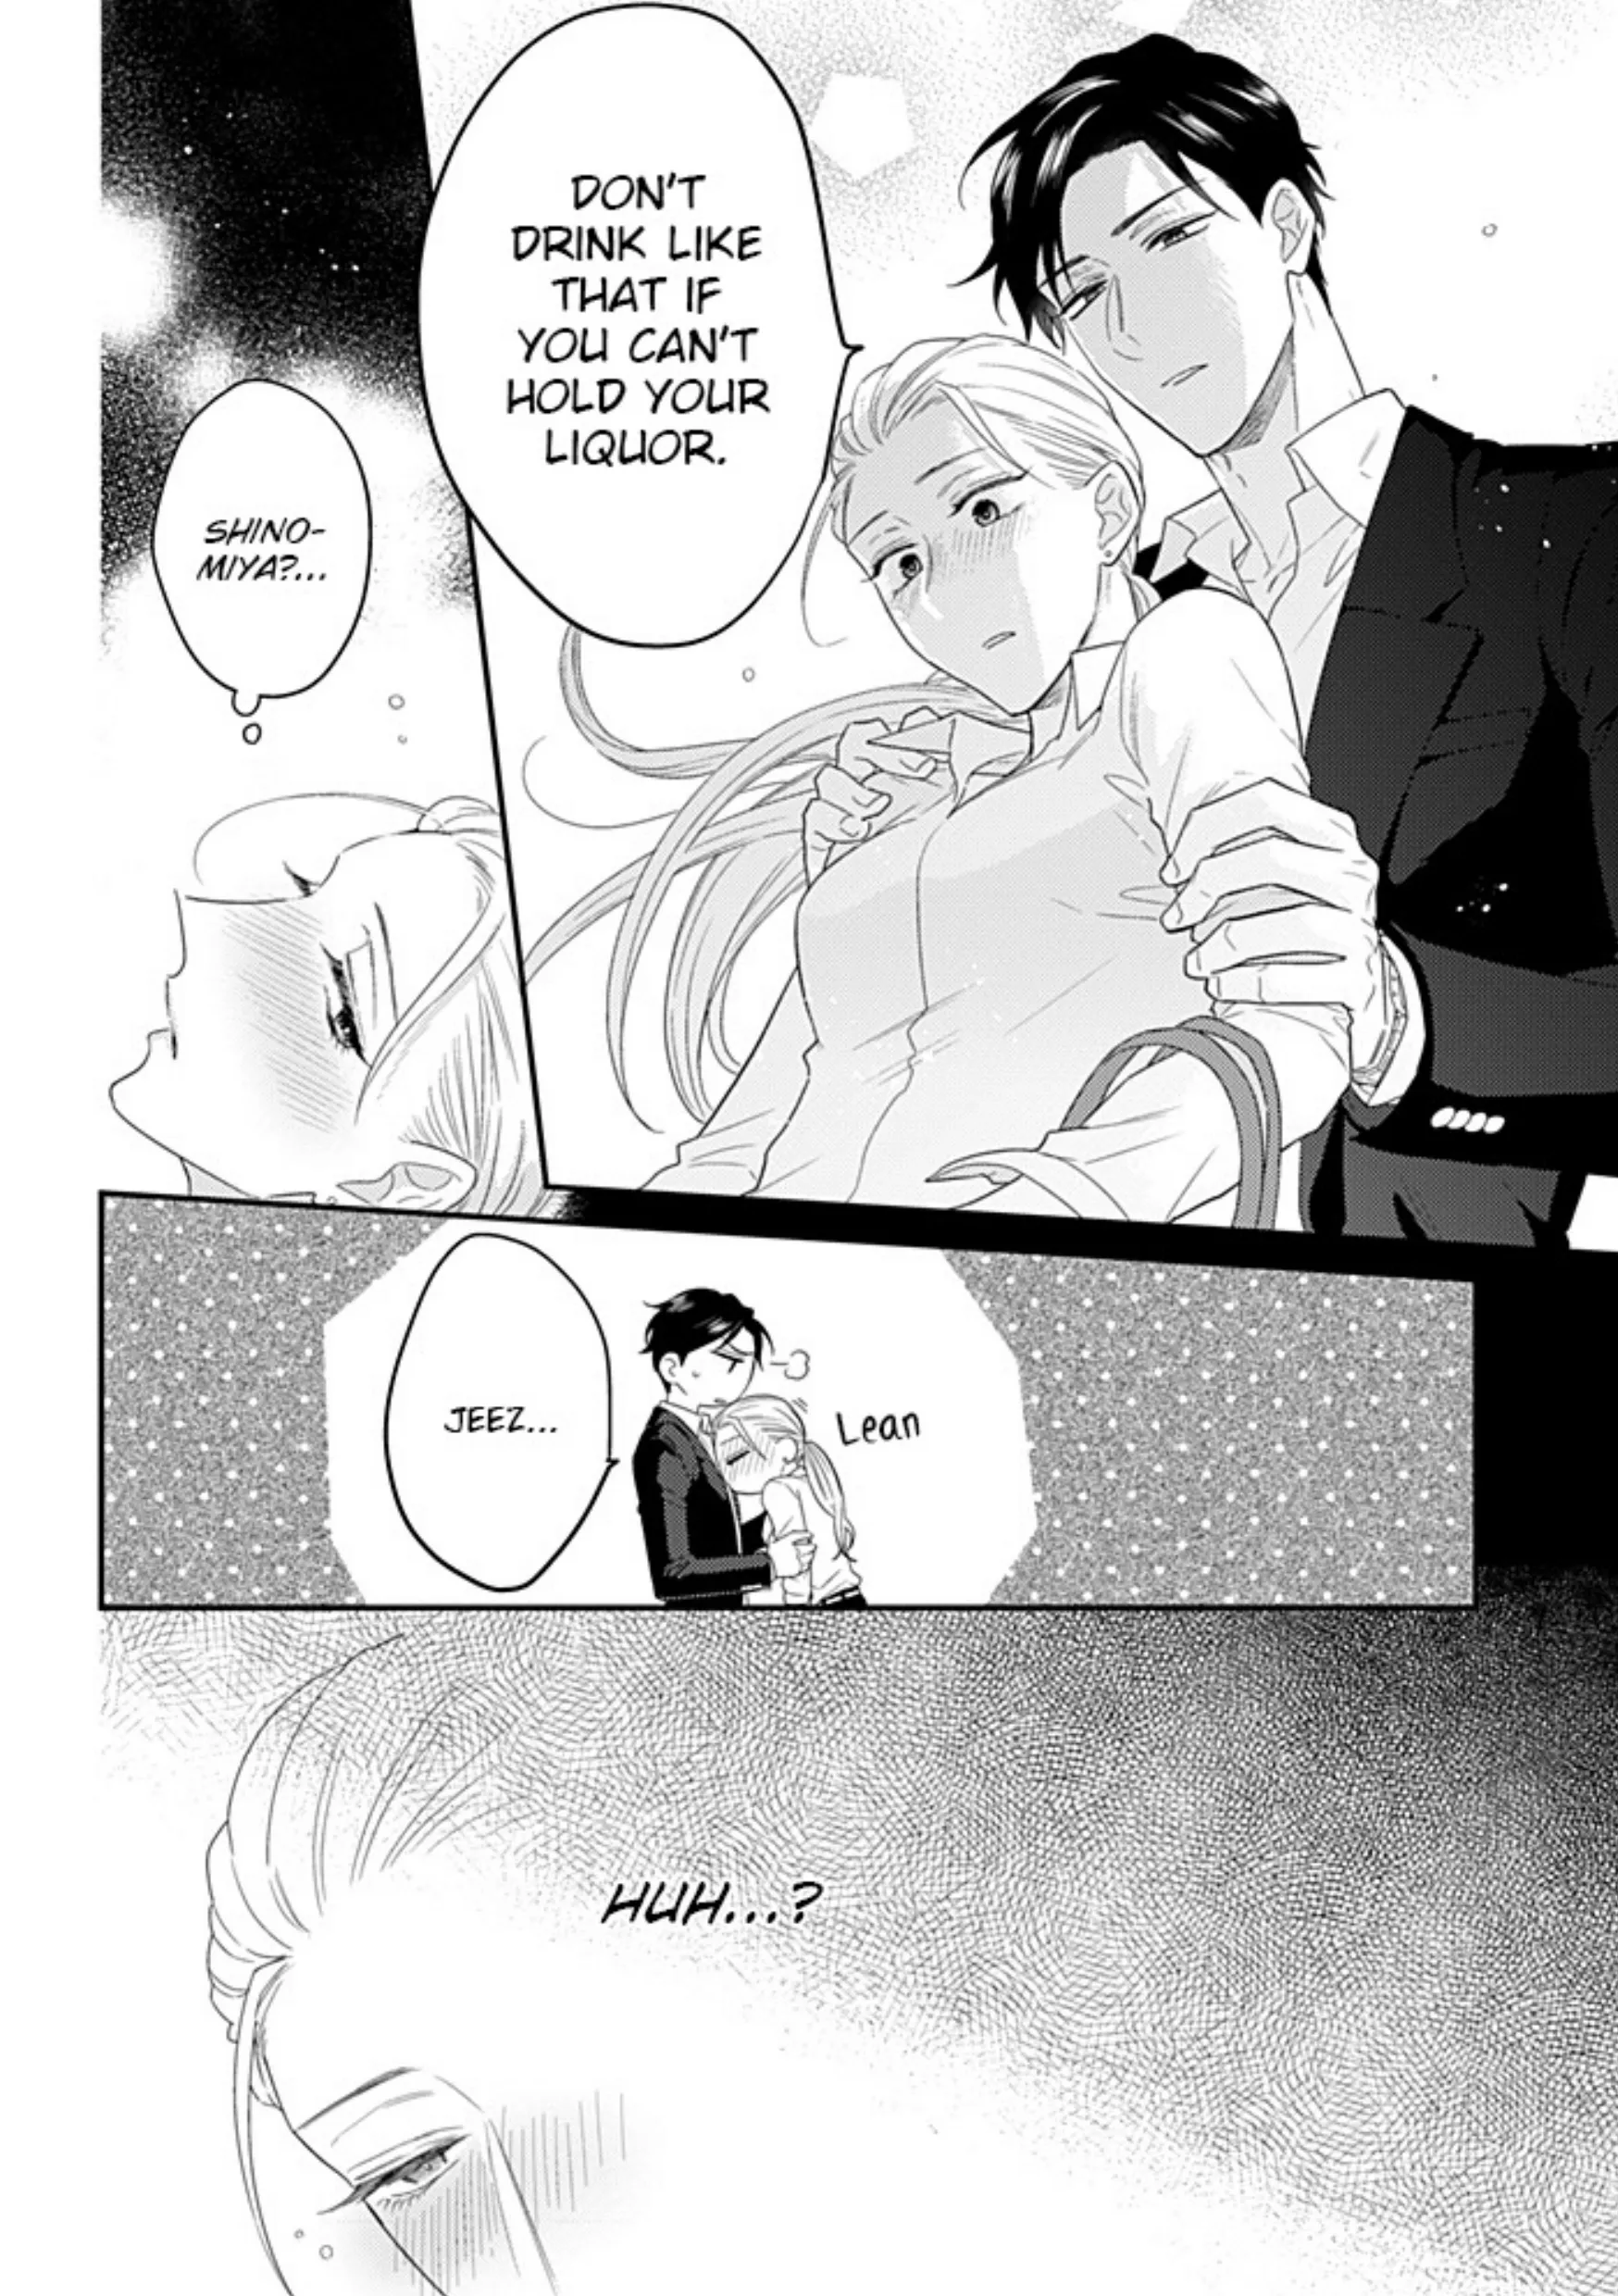 DON'T
DRINK LIKE
THAT IF
YOU CAN'T
HOLD YOUR
LIQUOR.
SHINO-
MIYA?...
JEEZ...
Lean
HUH...?